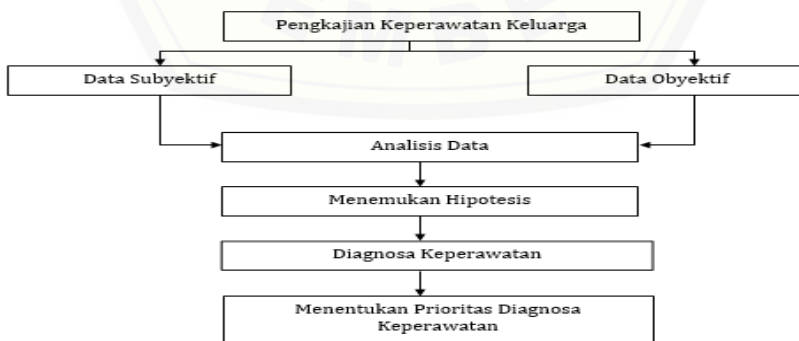 Pengkajian Keperawatan Keluarga
Data Subyektif
Data Obyektif
Analisis Data
Menemukan Hipotesis
Diagnosa Keperawatan
Menentukan Prioritas Diagnosa
Keperawatan